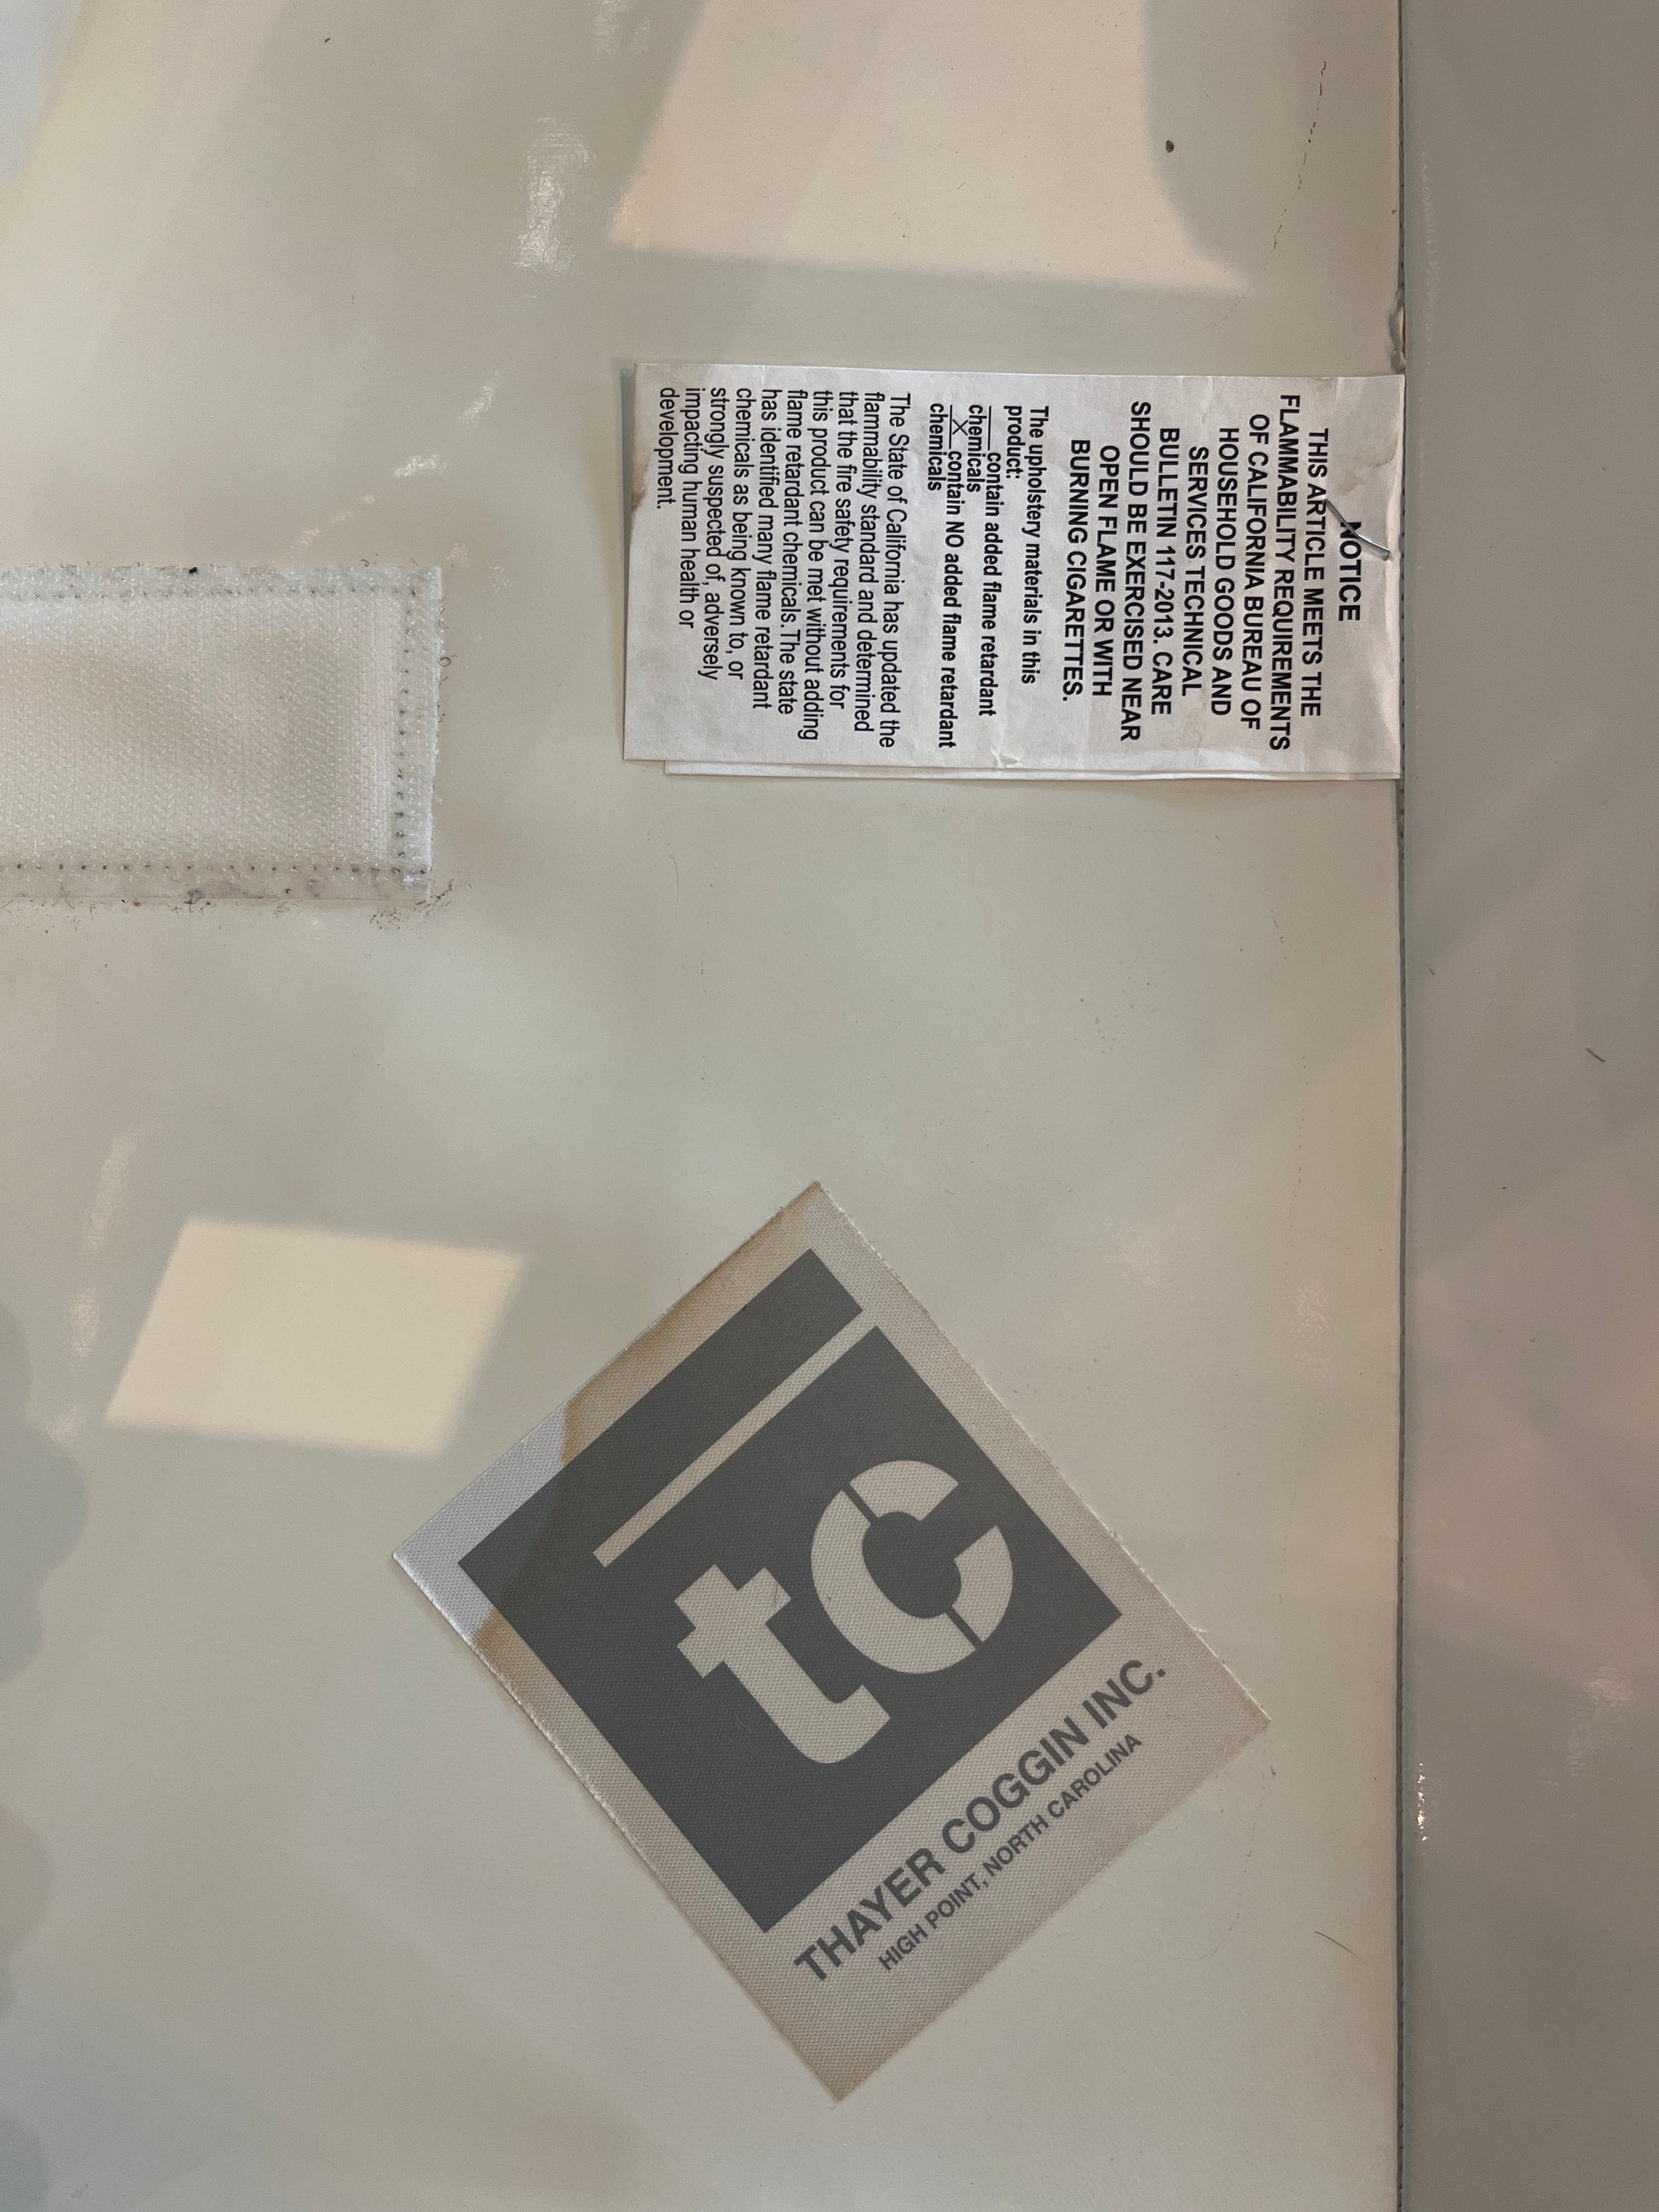 NOTICE
THIS ARTICLE MEETS THE
FLAMMABILITY REQUIREMENTS
OF CALIFORNIA BUREAU OF
HOUSEHOLD GOODS AND
SERVICES TECHNICAL
BULLETIN 117-2013. CARE
SHOULD BE EXERCISED NEAR
OPEN FLAME OR WITH
BURNING CIGARETTES.
The upholstery materials in this
product:
___contain added flame retardant
chemicals
_X_contain NO added flame retardant
chemicals
The State of California has updated the
flammability standard and determined
that the fire safety requirements for
this product can be met without adding
flame retardant chemicals.The state
has identified many flame retardant
chemicals as being known to, or
strongly suspected of, adversely
impacting human health or
development.
tc
THAYER COGGIN INC.
HIGH POINT, NORTH CAROLINA